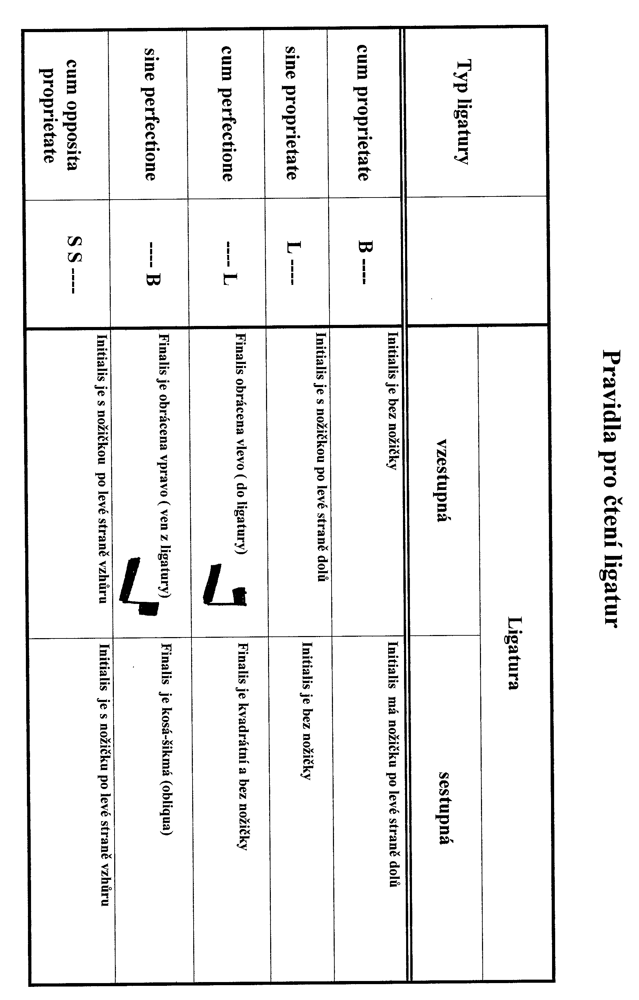 Pravidla pro čtení ligatur
Typ ligatury
Ligatura
vzestupná
sestupná
cum proprietate
B ----
Initialis je bez nožičky
Initialis má nožičku po levé straně dolů
sine proprietate
L ----
Initialis je s nožičkou po levé straně dolů
Initialis je bez nožičky
cum perfectione
---- L
Finalis obrácena vlevo ( do ligatury)
Finalis je kvadrátní a bez nožičky
sine perfectione
---- B
Finalis je obrácena vpravo ( ven z ligatury)
Finalis je kosá-šikmá (obliqua)
cum opposita
proprietate
S S ----
Initialis je s nožičkou po levé straně vzhůru
Initialis je s nožičku po levé straně vzhůru